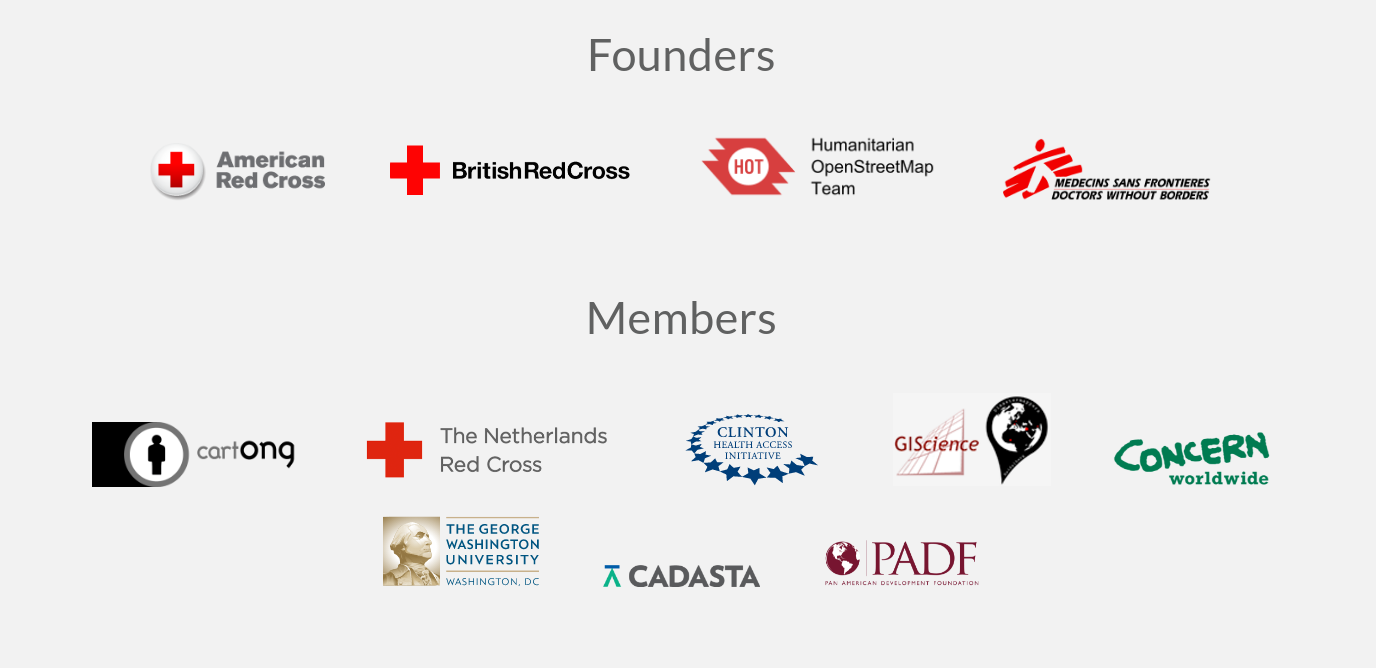 Founders
American
Red Cross
BritishRedCross
HOT
Humanitarian
OpenStreetMap
Team
MEDECINS SANS FRONTIERES
DOCTORS WITHOUT BORDERS
Members
cartONG
The Netherlands
Red Cross
CLINTON
HEALTH ACCESS
INITIATIVE
GIScience
CONCERN
worldwide
THE GEORGE
WASHINGTON
UNIVERSITY
WASHINGTON, DC
CADASTA
PADF
PAN AMERICAN DEVELOPMENT FOUNDATION